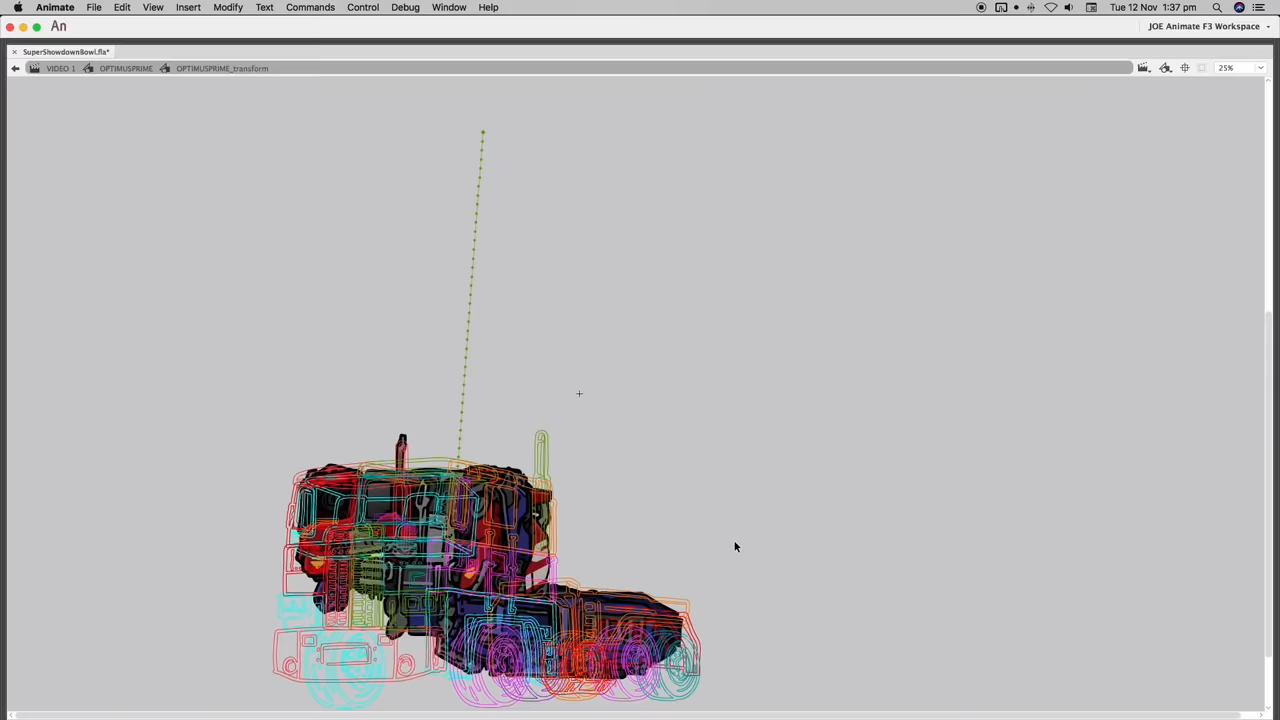 Animate File Edit View Insert Modify Text Commands Control Debug Window Help Tue 12 Nov 1:37 pm
An JOE Animate F3 Workspace
SuperShowdownBowl.fla*
VIDEO 1 OPTIMUSPRIME OPTIMUSPRIME_transform 25%